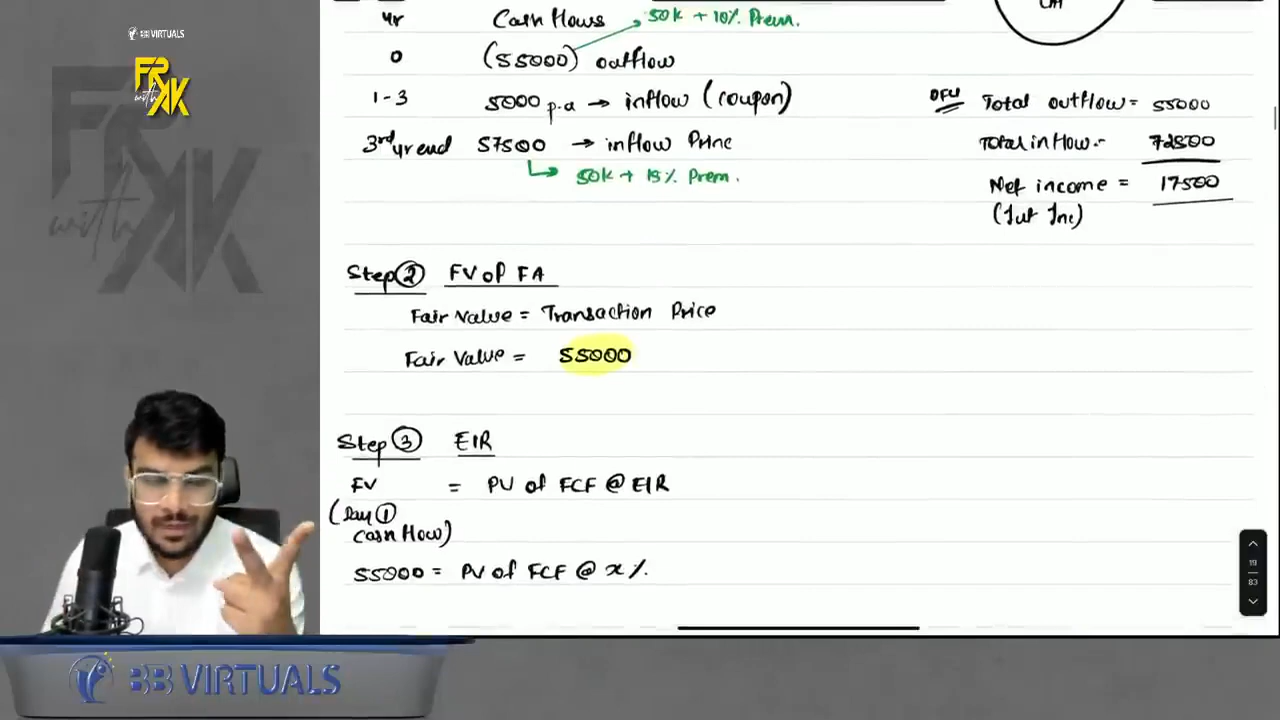 BB VIRTUALS
FR
with
AK
yr Cash Flows 50k + 10% Prem.
0 (55000) outflow
1-3 5000 p.a → inflow (coupon)
3rd yr end 57500 → inflow Princ
50k + 15% Prem.
Total outflow = 55000
Total inflow - 72500
Net income = 17500
(Int Inc)
Step ② FV of FA
Fair Value = Transaction Price
Fair Value = 55000
Step ③ EIR
FV = PV of FCF @ EIR
(Day ①
cash flow)
55000 = PV of FCF @ x%.
19
83
BB VIRTUALS